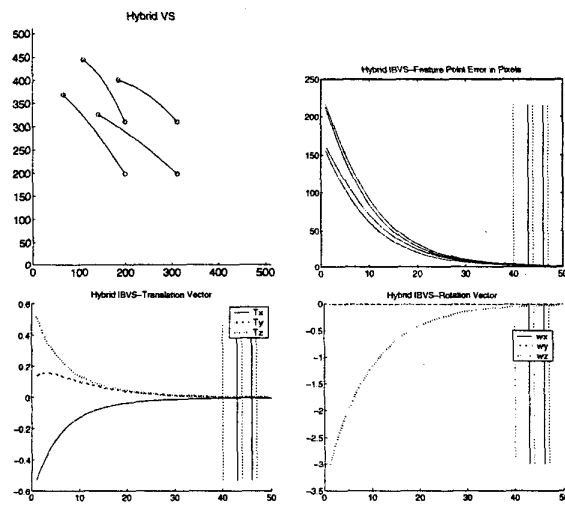 Hybrid VS
500
450
400
350
300
250
200
150
100
50
0
0 100 200 300 400 500
Hybrid IBVS-Feature Point Error in Pixels
250
200
150
100
50
0
0 10 20 30 40 50
Hybrid IBVS-Translation Vector
0.6
0.4
0.2
0
-0.2
-0.4
-0.6
0 10 20 30 40 50
Tx
Ty
Tz
Hybrid IBVS-Rotation Vector
0
-0.5
-1
-1.5
-2
-2.5
-3
-3.5
0 10 20 30 40 50
wx
wy
wz